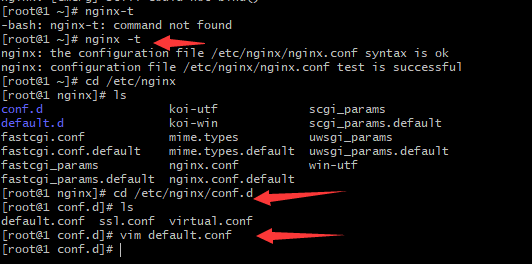 [root@1 ~]# nginx-t
-bash: nginx-t: command not found
[root@1 ~]# nginx -t
nginx: the configuration file /etc/nginx/nginx.conf syntax is ok
nginx: configuration file /etc/nginx/nginx.conf test is successful
[root@1 ~]# cd /etc/nginx
[root@1 nginx]# ls
conf.d koi-utf scgi_params
default.d koi-win scgi_params.default
fastcgi.conf mime.types uwsgi_params
fastcgi.conf.default mime.types.default uwsgi_params.default
fastcgi_params nginx.conf win-utf
fastcgi_params.default nginx.conf.default
[root@1 nginx]# cd /etc/nginx/conf.d
[root@1 conf.d]# ls
default.conf ssl.conf virtual.conf
[root@1 conf.d]# vim default.conf
[root@1 conf.d]#